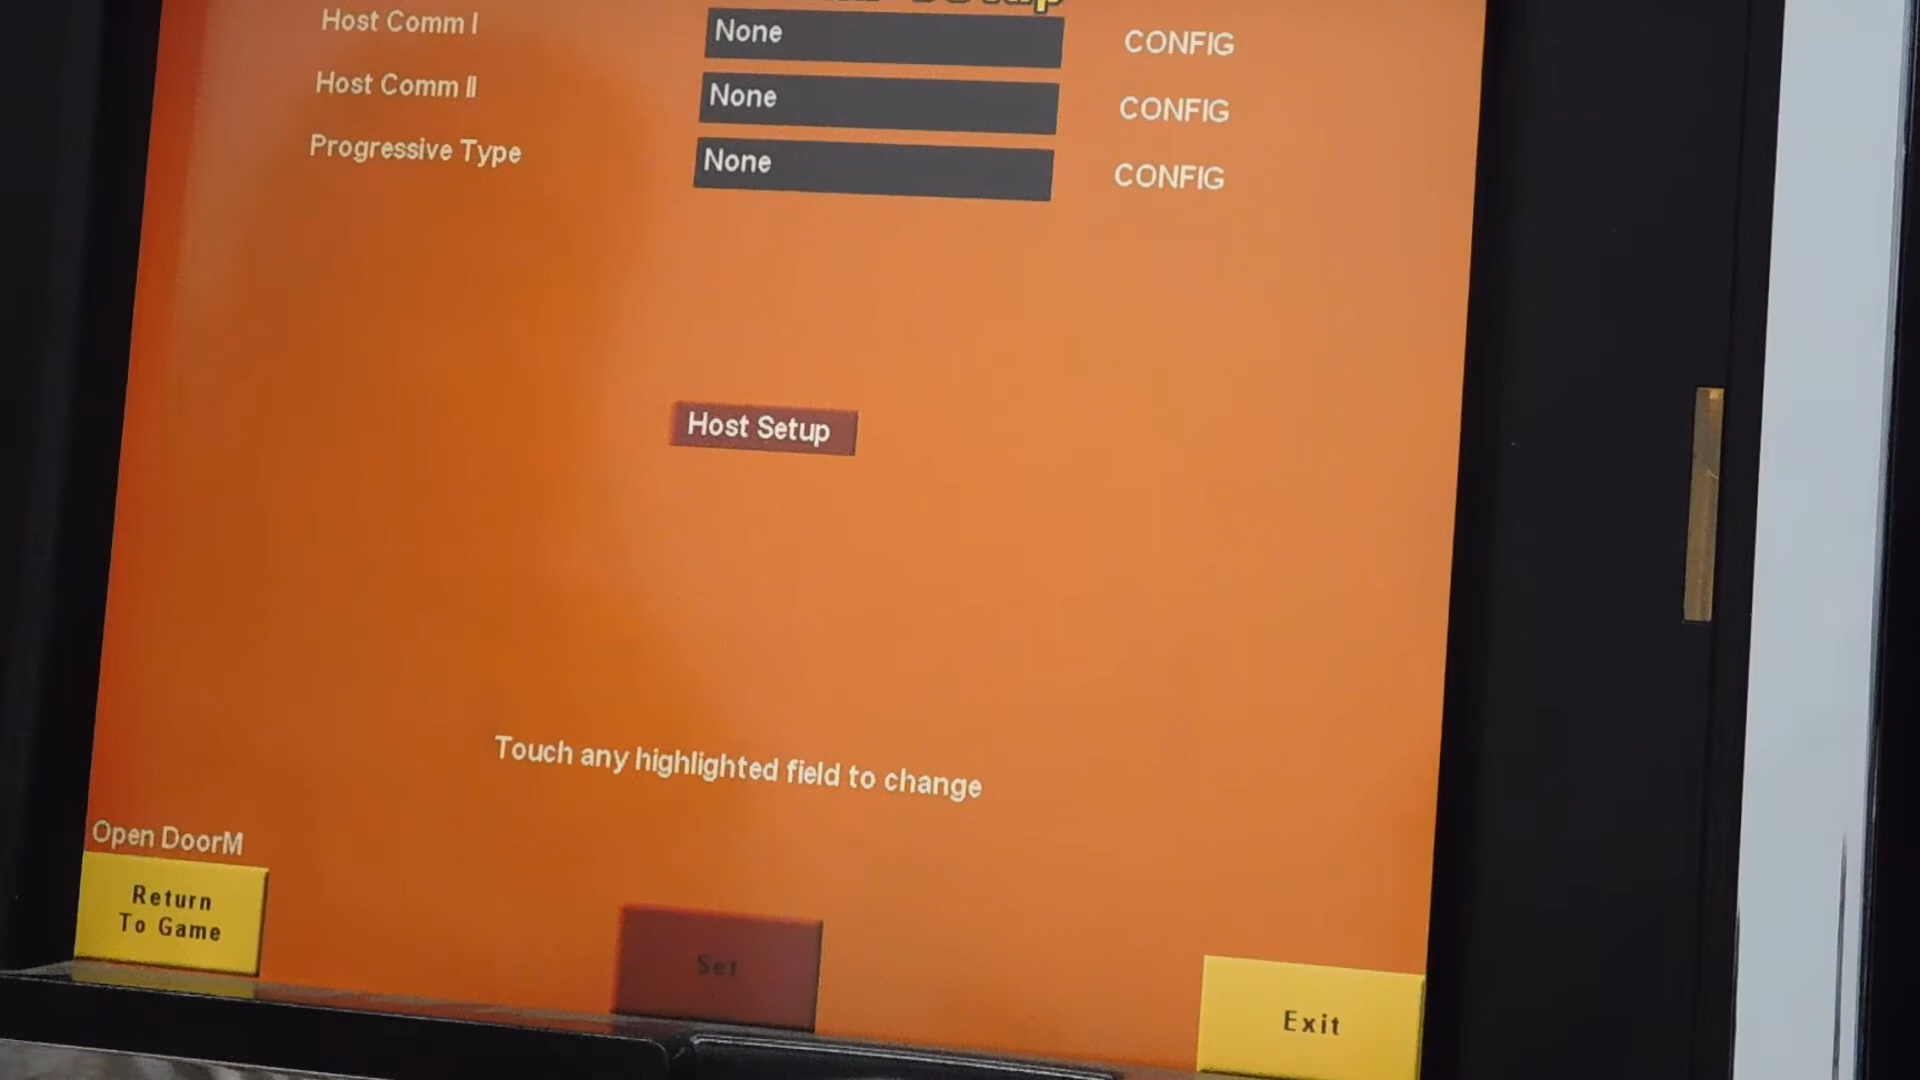 Setup
Host Comm I
None
CONFIG
Host Comm II
None
CONFIG
Progressive Type
None
CONFIG
Host Setup
Touch any highlighted field to change
Open DoorM
Return
To Game
Set
Exit